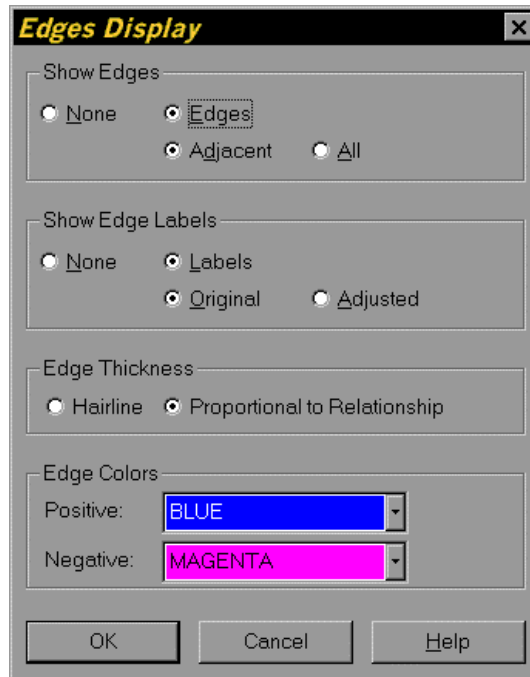 Edges Display
Show Edges
None Edges
Adjacent All
Show Edge Labels
None Labels
Original Adjusted
Edge Thickness
Hairline Proportional to Relationship
Edge Colors
Positive: BLUE
Negative: MAGENTA
OK Cancel Help